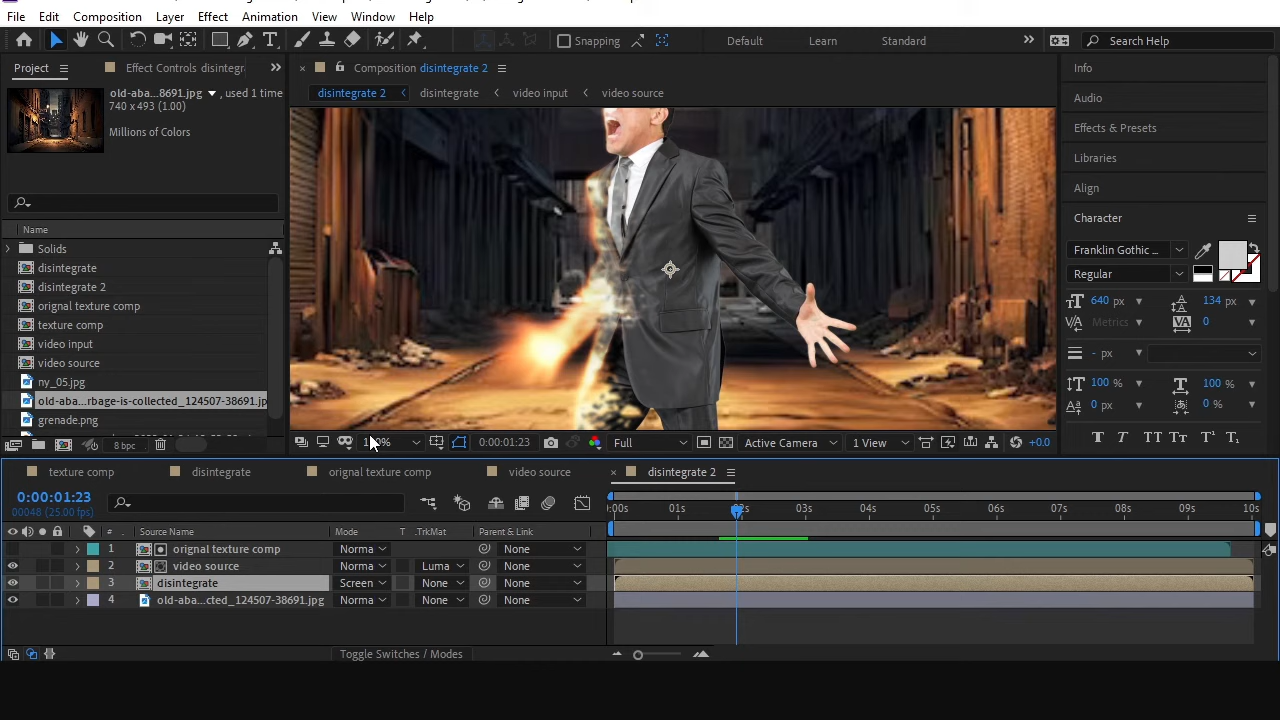 File Edit Composition Layer Effect Animation View Window Help
Snapping Default Learn Standard Search Help
Project Effect Controls disintegr
Composition disintegrate 2
disintegrate 2 disintegrate video input video source
old-aba...8691.jpg , used 1 time
740 x 493 (1.00)
Millions of Colors
Name
Solids
disintegrate
disintegrate 2
orignal texture comp
texture comp
video input
video source
ny_05.jpg
old-aba...rbage-is-collected_124507-38691.jp
grenade.png
8 bpc
0:00:01:23 Full Active Camera 1 View +0.0
Info
Audio
Effects & Presets
Libraries
Align
Character
Franklin Gothic ...
Regular
640 px 134 px
Metrics 0
- px
100 % 100 %
0 px 0 %
T T TT Tт T¹ T₁
texture comp disintegrate orignal texture comp video source disintegrate 2
0:00:01:23
00048 (25.00 fps)
:00s 01s 02s 03s 04s 05s 06s 07s 08s 09s 10s
# Source Name Mode T .TrkMat Parent & Link
1 orignal texture comp Norma None
2 video source Norma Luma None
3 disintegrate Screen None None
4 old-aba...cted_124507-38691.jpg Norma None None
Toggle Switches / Modes